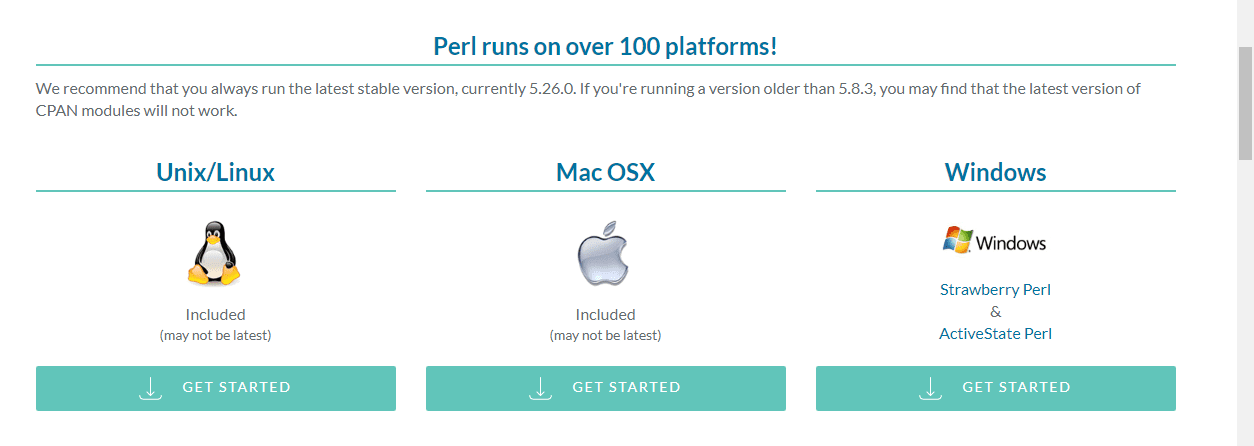 Perl runs on over 100 platforms!
We recommend that you always run the latest stable version, currently 5.26.0. If you're running a version older than 5.8.3, you may find that the latest version of
CPAN modules will not work.
Unix/Linux
Included
(may not be latest)
GET STARTED
Mac OSX
Included
(may not be latest)
GET STARTED
Windows
Windows
Strawberry Perl
&
ActiveState Perl
GET STARTED